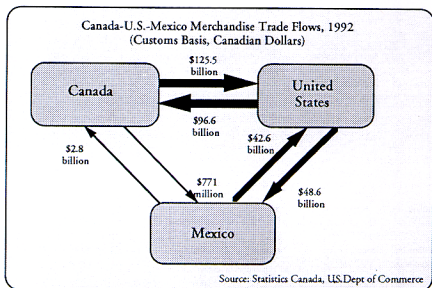 Canada-U.S.-Mexico Merchandise Trade Flows, 1992
(Customs Basis, Canadian Dollars)
$125.5
billion
Canada
United
States
$96.6
billion
$42.6
billion
$2.8
billion
$771
million
$48.6
billion
Mexico
Source: Statistics Canada, US.Dept of Commerce